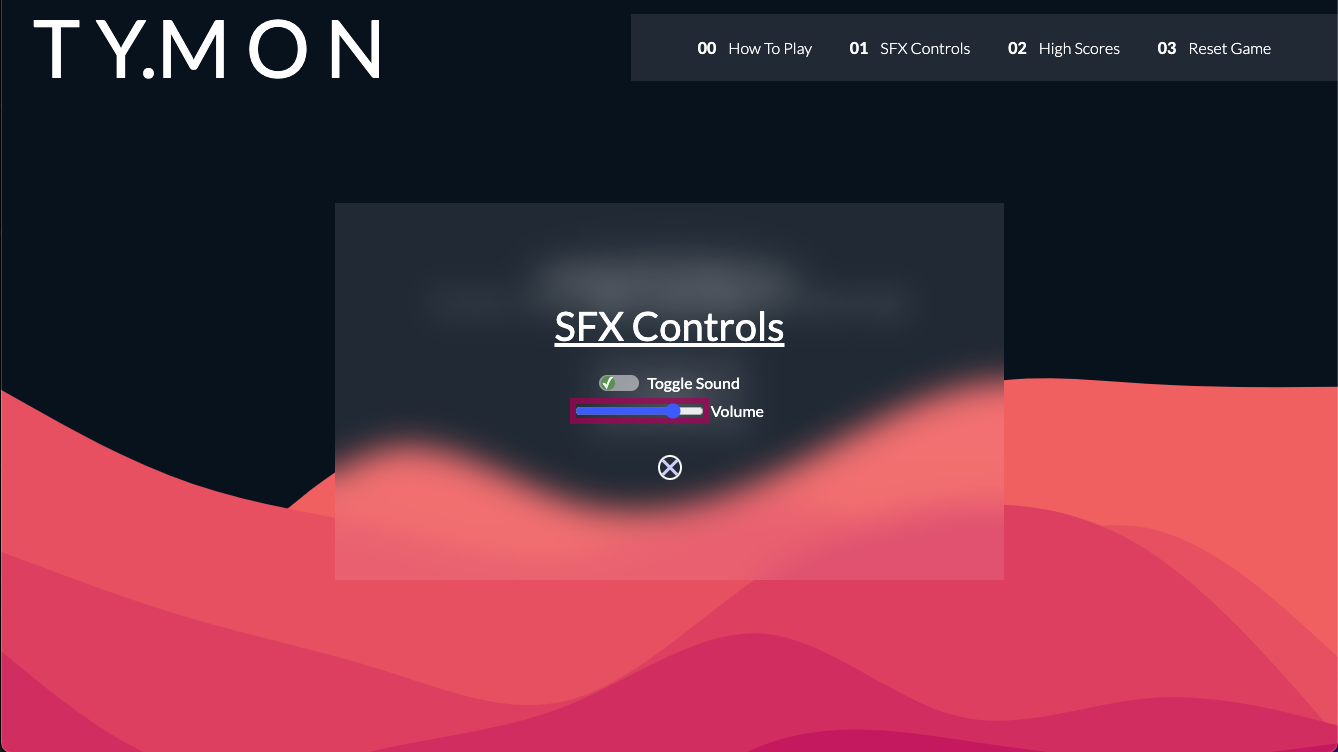 TY.MON
00 How To Play 01 SFX Controls 02 High Scores 03 Reset Game
SFX Controls
Toggle Sound
Volume